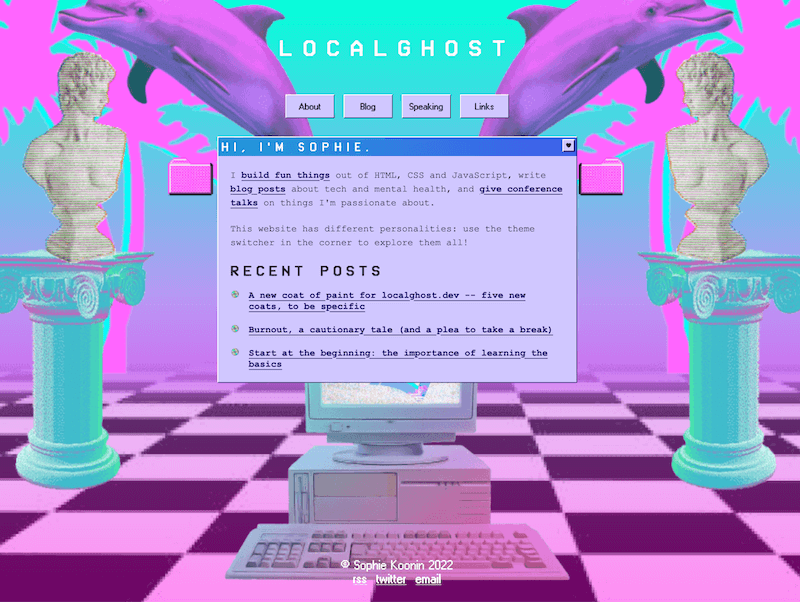 LOCALGHOST
About
Blog
Speaking
Links
HI, I'M SOPHIE.
I build fun things out of HTML, CSS and JavaScript, write
blog posts about tech and mental health, and give conference
talks on things I'm passionate about.
This website has different personalities: use the theme
switcher in the corner to explore them all!
RECENT POSTS
A new coat of paint for localghost.dev -- five new
coats, to be specific
Burnout, a cautionary tale (and a plea to take a break)
Start at the beginning: the importance of learning the
basics
© Sophie Koonin 2022
rss twitter email